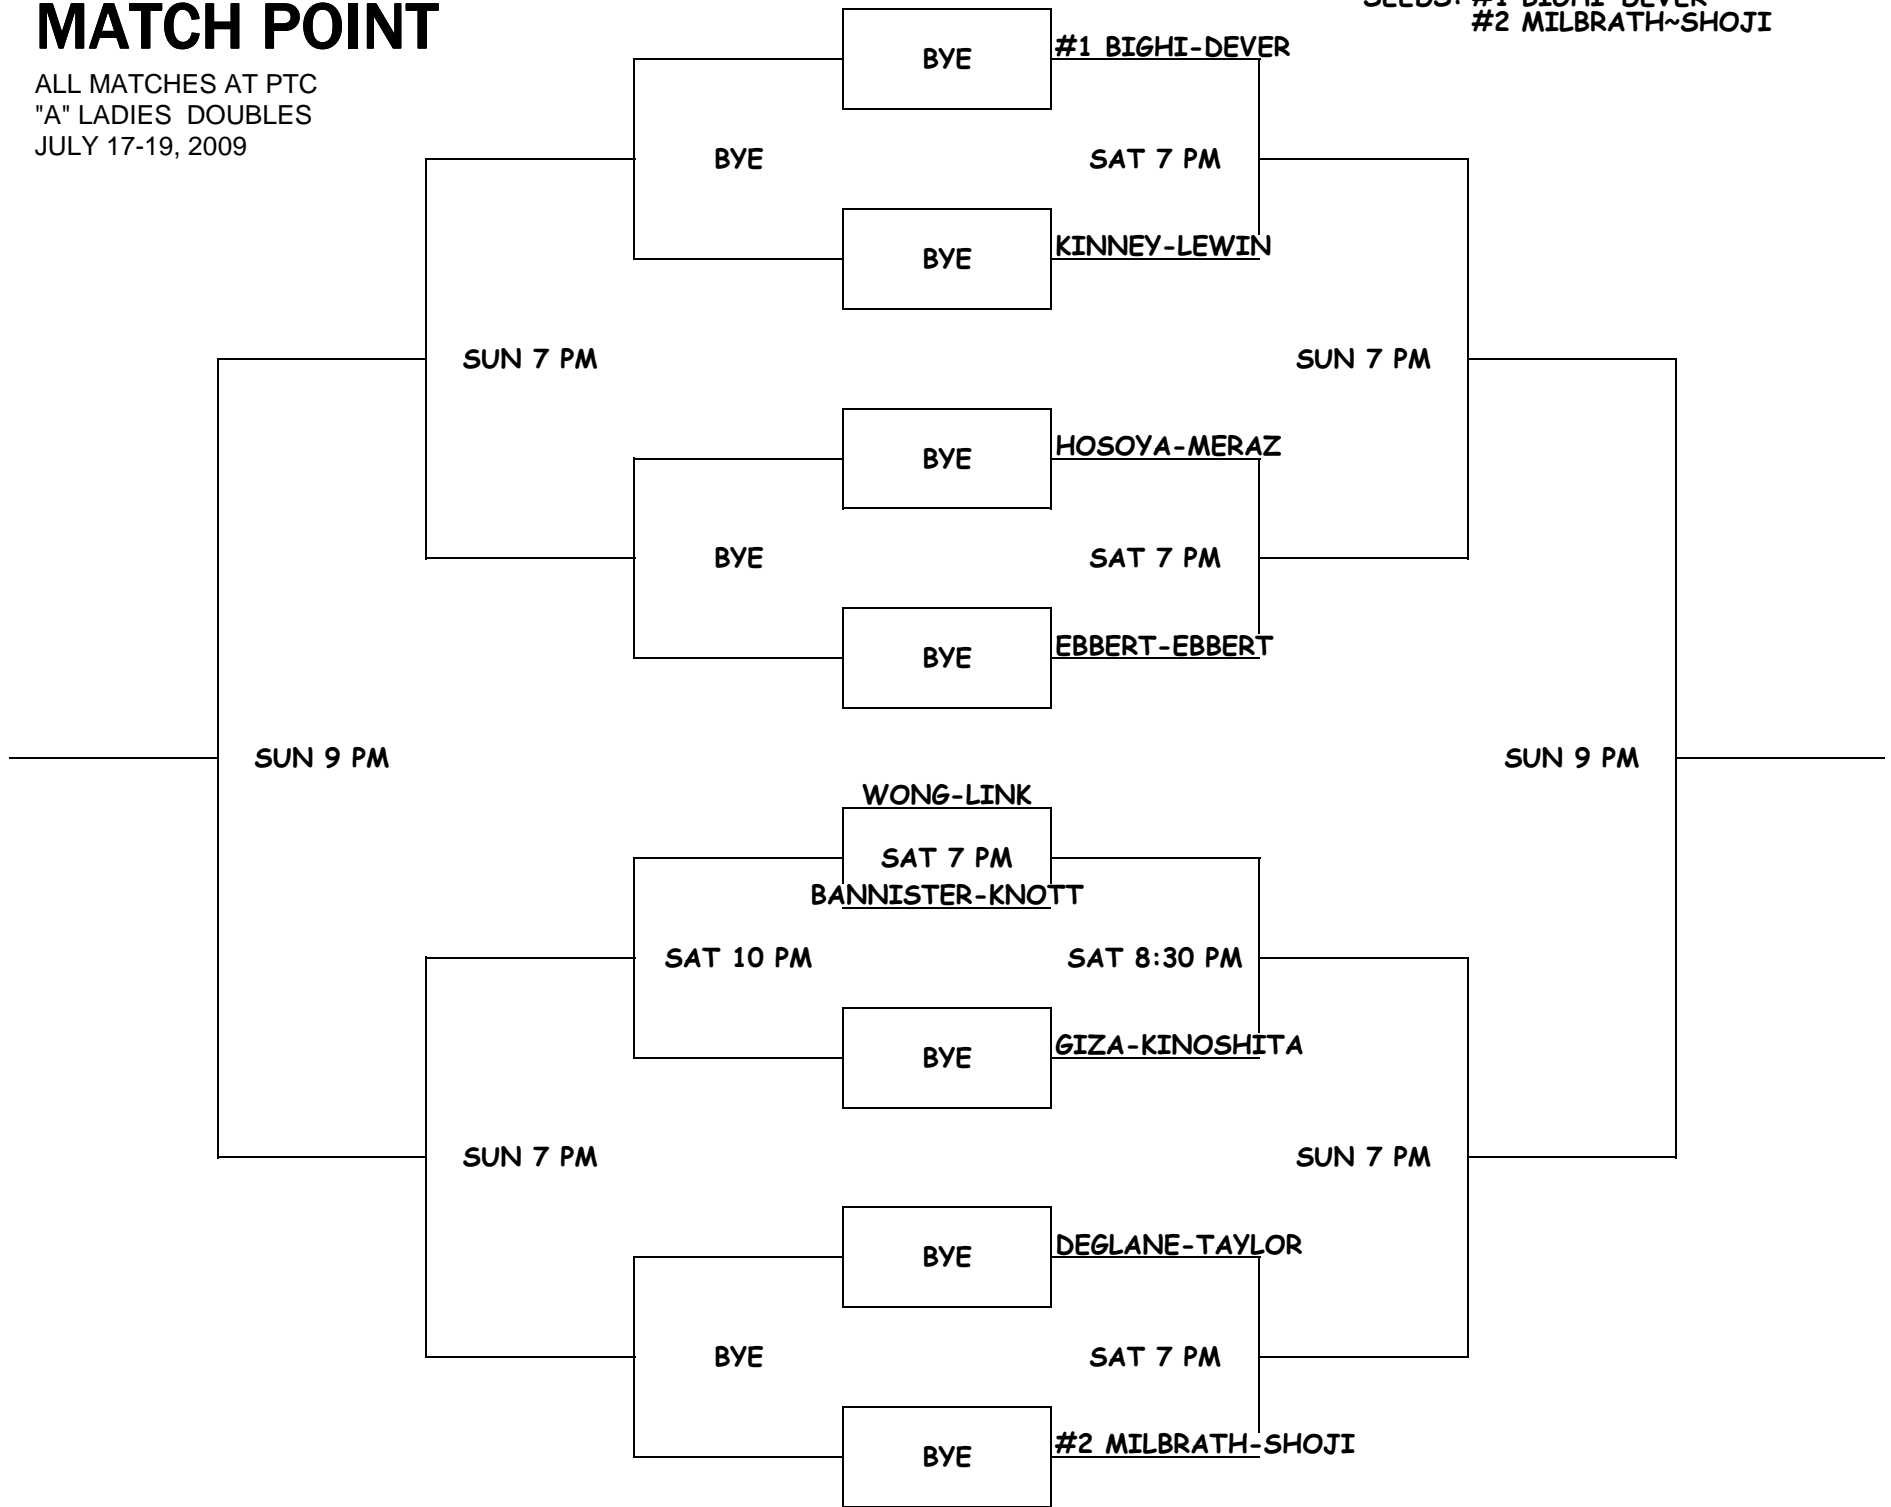 MATCH POINT
SEEDS: #1 BIGHI-DEVER
#2 MILBRATH~SHOJI
ALL MATCHES AT PTC
"A" LADIES DOUBLES
JULY 17-19, 2009
BYE #1 BIGHI-DEVER
BYE SAT 7 PM
BYE KINNEY-LEWIN
SUN 7 PM SUN 7 PM
BYE HOSOYA-MERAZ
BYE SAT 7 PM
BYE EBBERT-EBBERT
SUN 9 PM SUN 9 PM
WONG-LINK
SAT 7 PM
BANNISTER-KNOTT
SAT 10 PM SAT 8:30 PM
BYE GIZA-KINOSHITA
SUN 7 PM SUN 7 PM
BYE DEGLANE-TAYLOR
BYE SAT 7 PM
BYE #2 MILBRATH-SHOJI